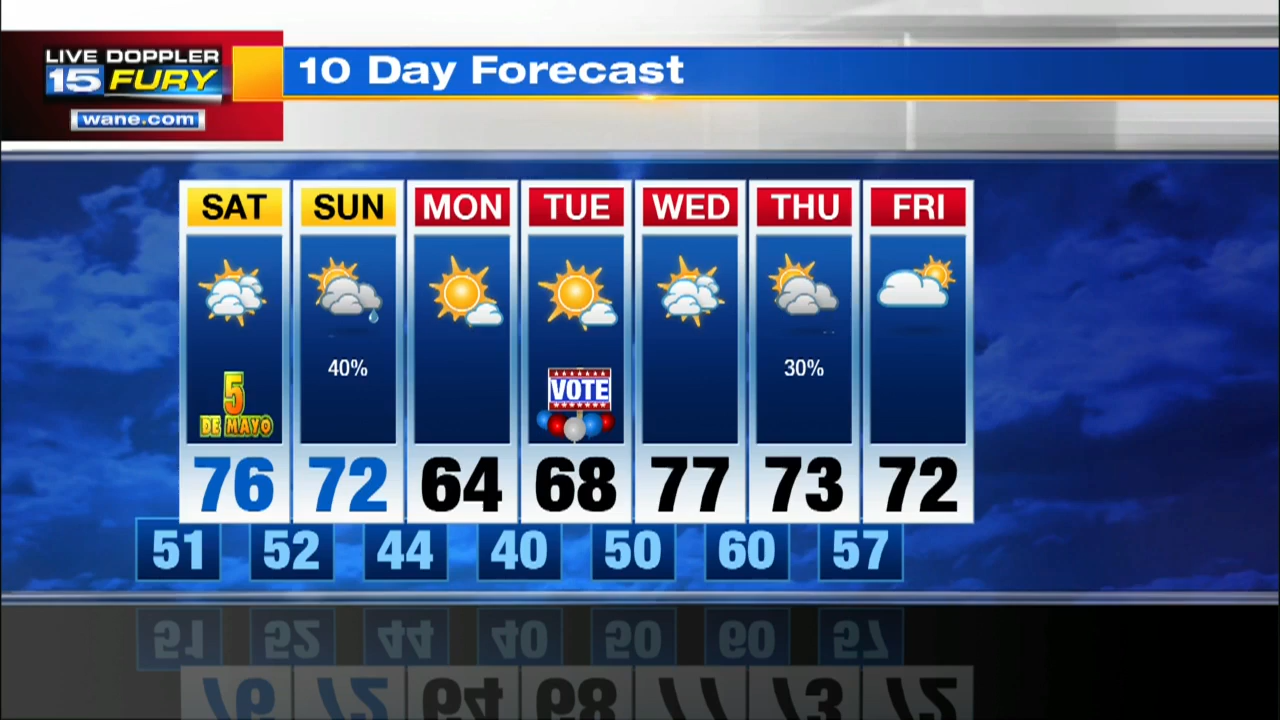 LIVE DOPPLER
15 FURY
wane.com
10 Day Forecast
SAT SUN MON TUE WED THU FRI
40% 30%
5
DE MAYO
VOTE
76 72 64 68 77 73 72
51 52 44 40 50 60 57